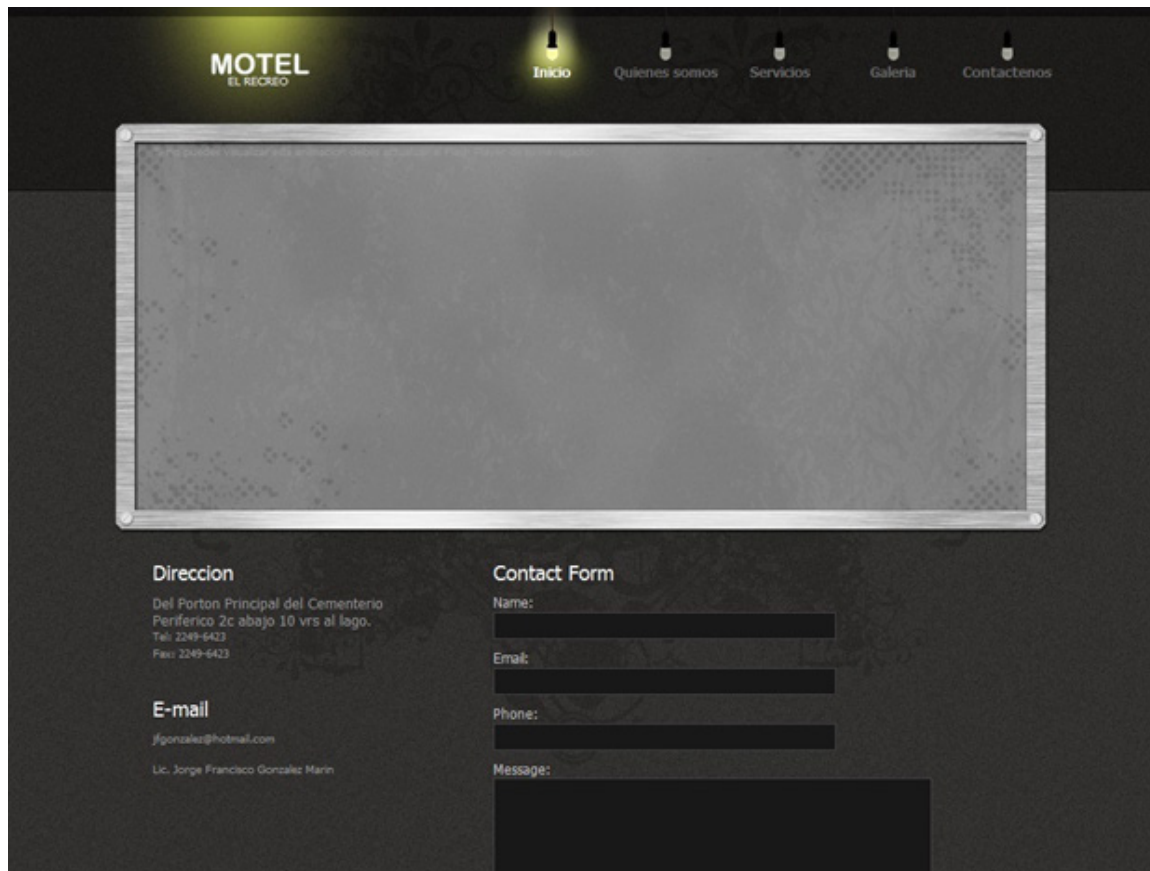 MOTEL
EL RECREO
Inicio
Quienes somos
Servicios
Galeria
Contactenos
Direccion
Del Porton Principal del Cementerio
Periferico 2c abajo 10 vrs al lago.
Tel: 2249-6423
Fax: 2249-6423
E-mail
jfgonzalez@hotmail.com
Lic. Jorge Francisco Gonzalez Marin
Contact Form
Name:
Email:
Phone:
Message: